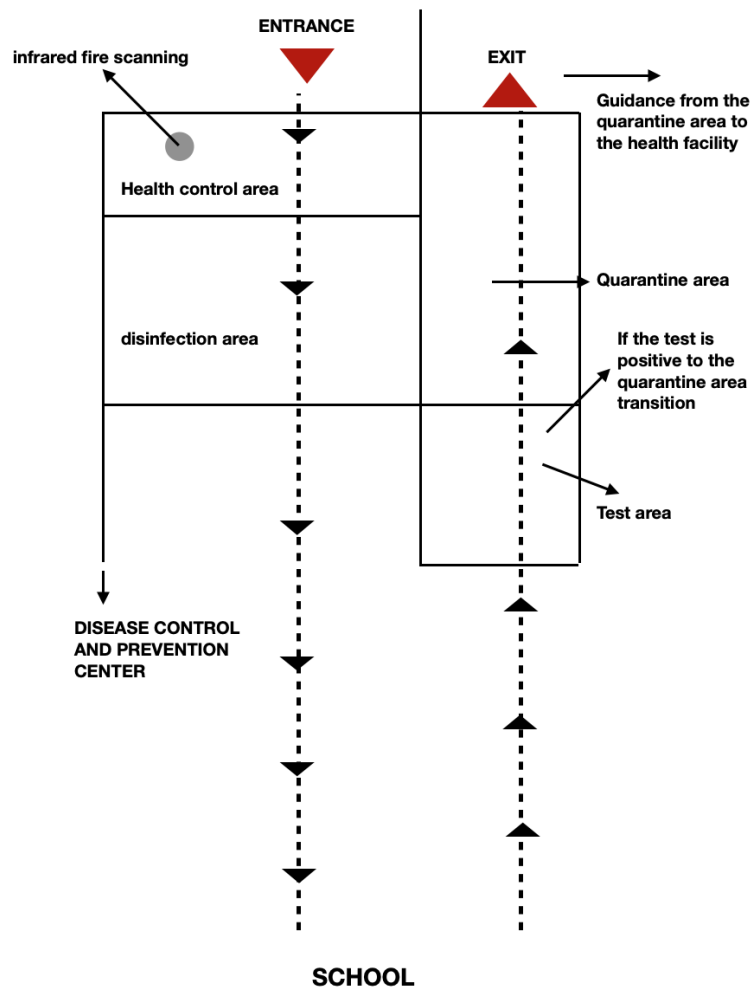 ENTRANCE
infrared fire scanning
EXIT
Guidance from the
quarantine area to
the health facility
Health control area
Quarantine area
disinfection area
If the test is
positive to the
quarantine area
transition
Test area
DISEASE CONTROL
AND PREVENTION
CENTER
SCHOOL